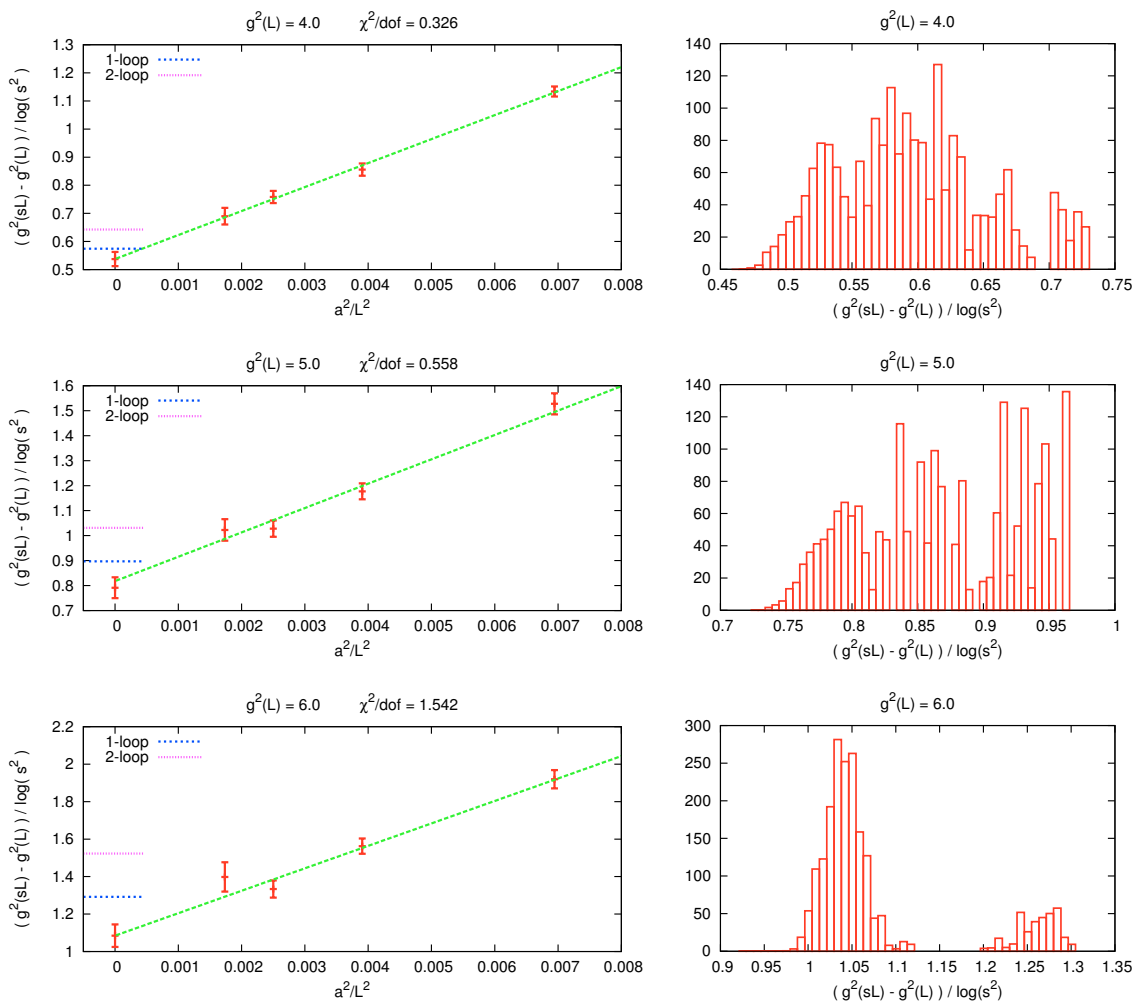 g²(L) = 4.0 χ²/dof = 0.326
( g²(sL) - g²(L) ) / log( s² )
1.3
1.2
1.1
1
0.9
0.8
0.7
0.6
0.5
1-loop
2-loop
0 0.001 0.002 0.003 0.004 0.005 0.006 0.007 0.008
a²/L²
g²(L) = 4.0
140
120
100
80
60
40
20
0
0.45 0.5 0.55 0.6 0.65 0.7 0.75
( g²(sL) - g²(L) ) / log(s²)
g²(L) = 5.0 χ²/dof = 0.558
( g²(sL) - g²(L) ) / log( s² )
1.6
1.5
1.4
1.3
1.2
1.1
1
0.9
0.8
0.7
1-loop
2-loop
0 0.001 0.002 0.003 0.004 0.005 0.006 0.007 0.008
a²/L²
g²(L) = 5.0
140
120
100
80
60
40
20
0
0.7 0.75 0.8 0.85 0.9 0.95 1
( g²(sL) - g²(L) ) / log(s²)
g²(L) = 6.0 χ²/dof = 1.542
( g²(sL) - g²(L) ) / log( s² )
2.2
2
1.8
1.6
1.4
1.2
1
1-loop
2-loop
0 0.001 0.002 0.003 0.004 0.005 0.006 0.007 0.008
a²/L²
g²(L) = 6.0
300
250
200
150
100
50
0
0.9 0.95 1 1.05 1.1 1.15 1.2 1.25 1.3 1.35
( g²(sL) - g²(L) ) / log(s²)